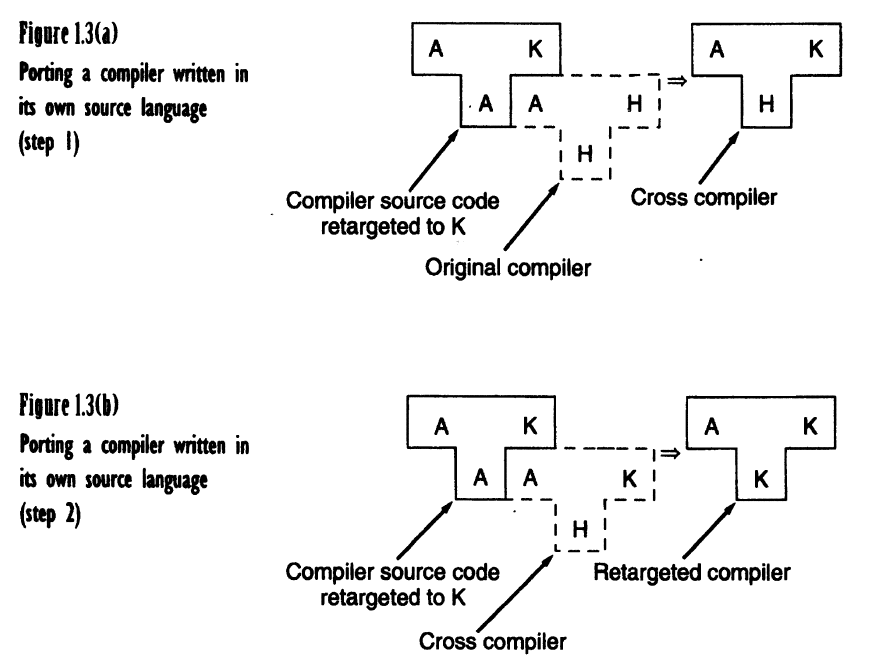 Figure 1.3(a)
Porting a compiler written in
its own source language
(step 1)
A K A K
A A H H
H
Compiler source code
retargeted to K
Cross compiler
Original compiler
Figure 1.3(b)
Porting a compiler written in
its own source language
(step 2)
A K A K
A A K K
H
Compiler source code
retargeted to K
Retargeted compiler
Cross compiler